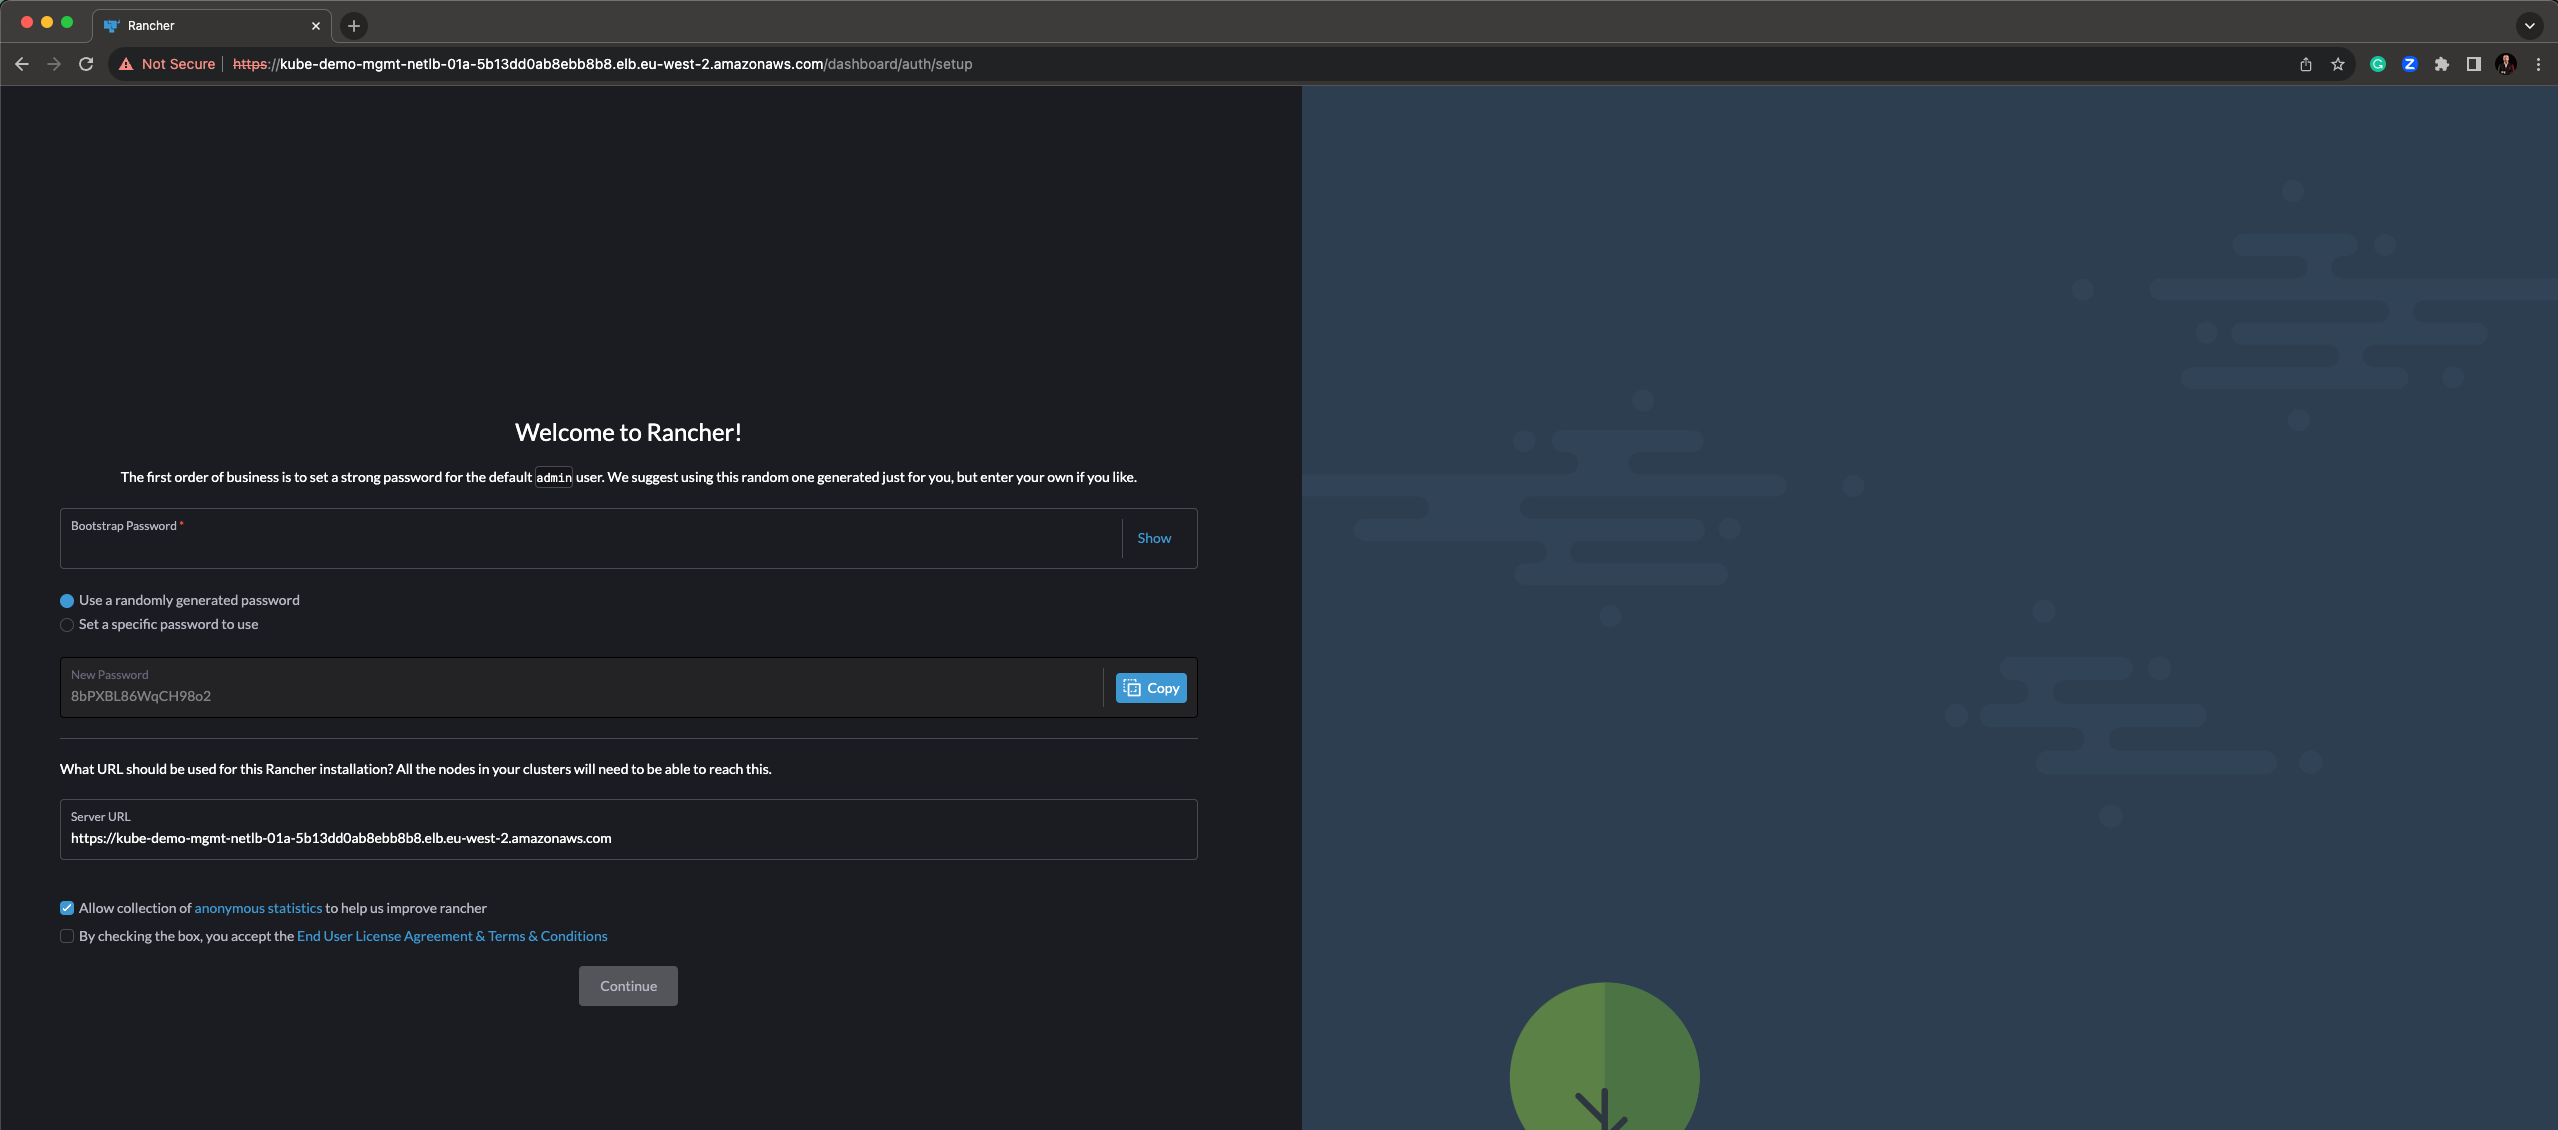 Rancher
Not Secure https://kube-demo-mgmt-netlb-01a-5b13dd0ab8ebb8b8.elb.eu-west-2.amazonaws.com/dashboard/auth/setup
Welcome to Rancher!
The first order of business is to set a strong password for the default admin user. We suggest using this random one generated just for you, but enter your own if you like.
Bootstrap Password *
Show
Use a randomly generated password
Set a specific password to use
New Password
8bPXBL86WqCH98o2
Copy
What URL should be used for this Rancher installation? All the nodes in your clusters will need to be able to reach this.
Server URL
https://kube-demo-mgmt-netlb-01a-5b13dd0ab8ebb8b8.elb.eu-west-2.amazonaws.com
Allow collection of anonymous statistics to help us improve rancher
By checking the box, you accept the End User License Agreement & Terms & Conditions
Continue